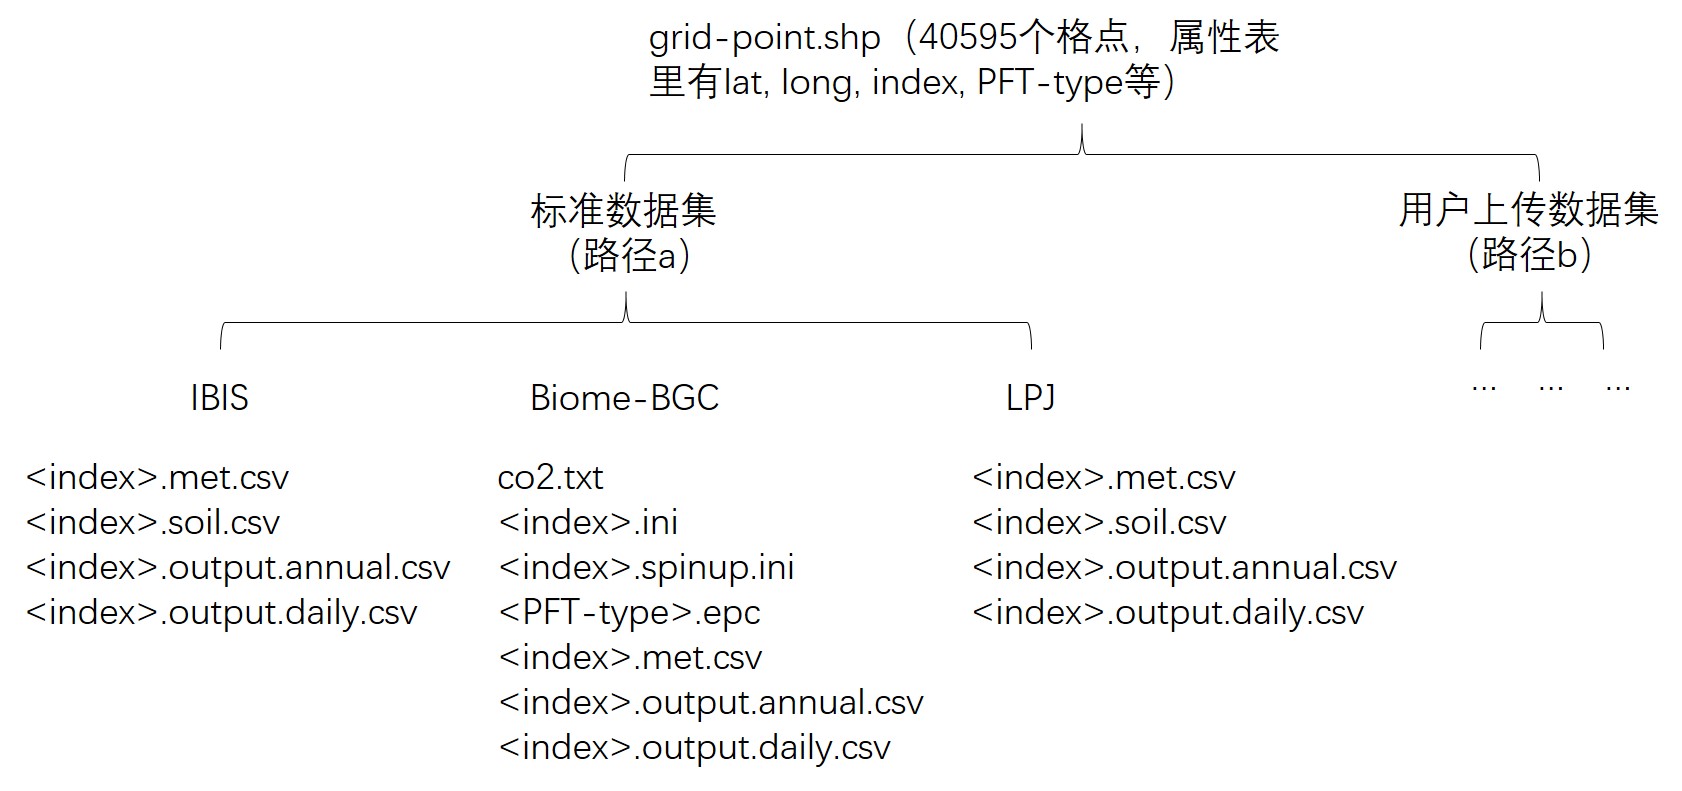 grid-point.shp（40595个格点，属性表
里有lat, long, index, PFT-type等）
标准数据集
（路径a）
用户上传数据集
（路径b）
IBIS
<index>.met.csv
<index>.soil.csv
<index>.output.annual.csv
<index>.output.daily.csv
Biome-BGC
co2.txt
<index>.ini
<index>.spinup.ini
<PFT-type>.epc
<index>.met.csv
<index>.output.annual.csv
<index>.output.daily.csv
LPJ
<index>.met.csv
<index>.soil.csv
<index>.output.annual.csv
<index>.output.daily.csv
... ... ...